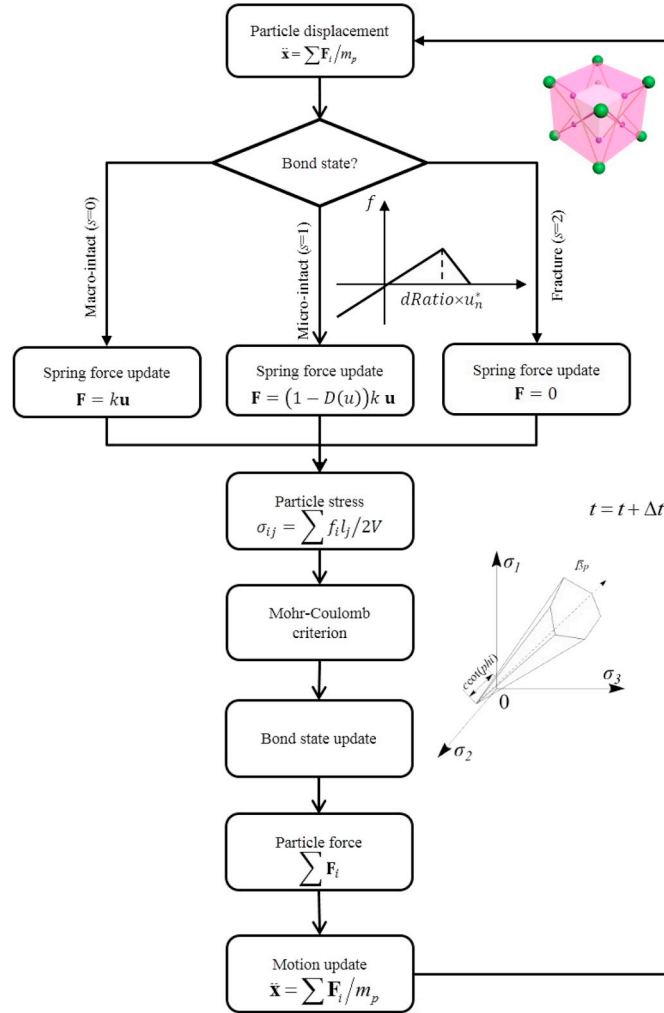 Particle displacement
ẍ = ∑ F_i/m_p
Bond state?
Macro-intact (s=0)
Micro-intact (s=1)
f
dRatio×u_n^*
Fracture (s=2)
Spring force update
F = ku
Spring force update
F = (1 − D(u))k u
Spring force update
F = 0
Particle stress
σ_ij = ∑ f_i l_j/2V
t = t + Δt
Mohr-Coulomb
criterion
σ_1
√3p
ccot(phi)
0
σ_3
σ_2
Bond state update
Particle force
∑ F_i
Motion update
ẍ = ∑ F_i/m_p